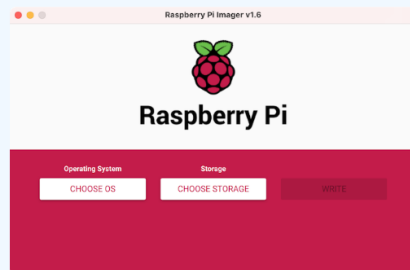 Raspberry Pi Imager v1.6
Raspberry Pi
Operating System
Storage
CHOOSE OS
CHOOSE STORAGE
WRITE